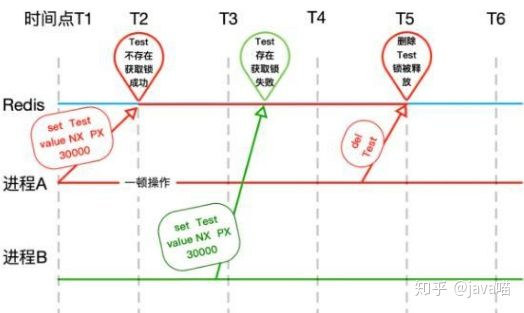 时间点T1 T2 T3 T4 T5 T6
Test
不存在
获取锁
成功
Test
存在
获取锁
失败
删除
Test
锁被释
放
Redis
set Test
value NX PX
30000
del
Test
进程A
一顿操作
set Test
value NX PX
30000
进程B
知乎 @java喵